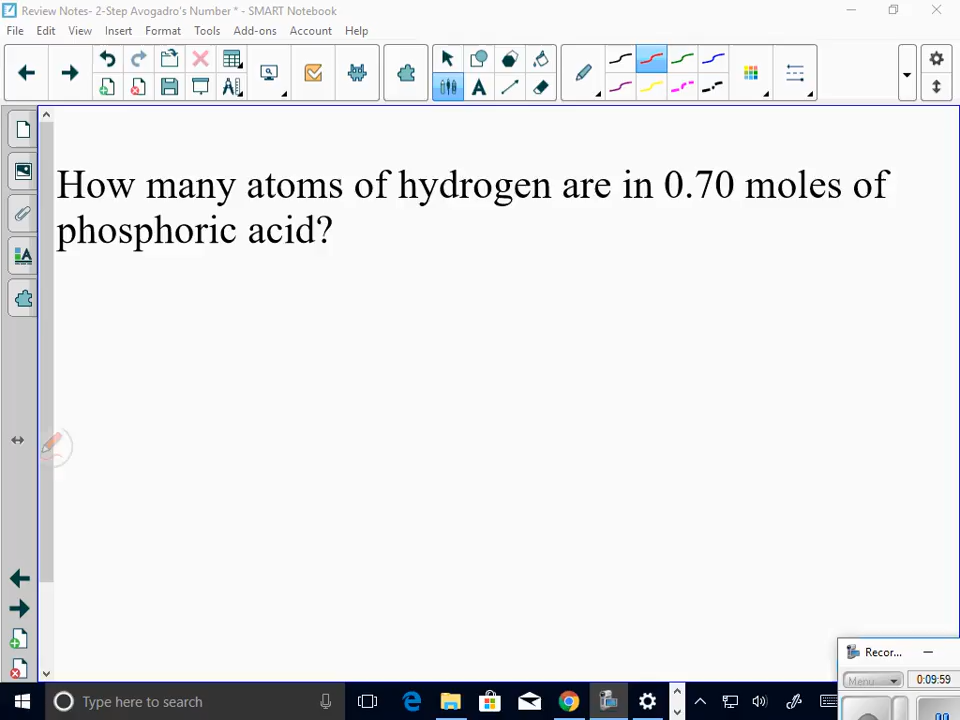 Review Notes- 2-Step Avogadro's Number * - SMART Notebook
File Edit View Insert Format Tools Add-ons Account Help
How many atoms of hydrogen are in 0.70 moles of
phosphoric acid?
Recor...
Menu
0:09:59
Type here to search